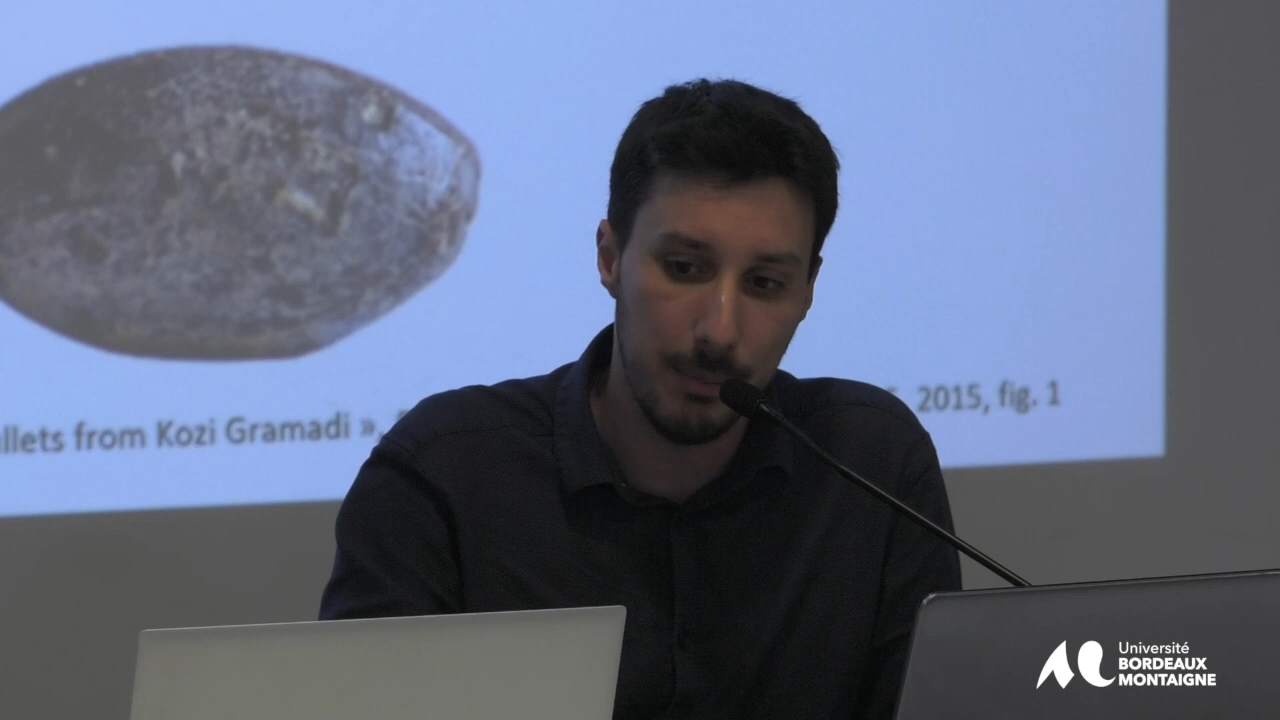 llets from Kozi Gramadi »,
2015, fig. 1
Université
BORDEAUX
MONTAIGNE